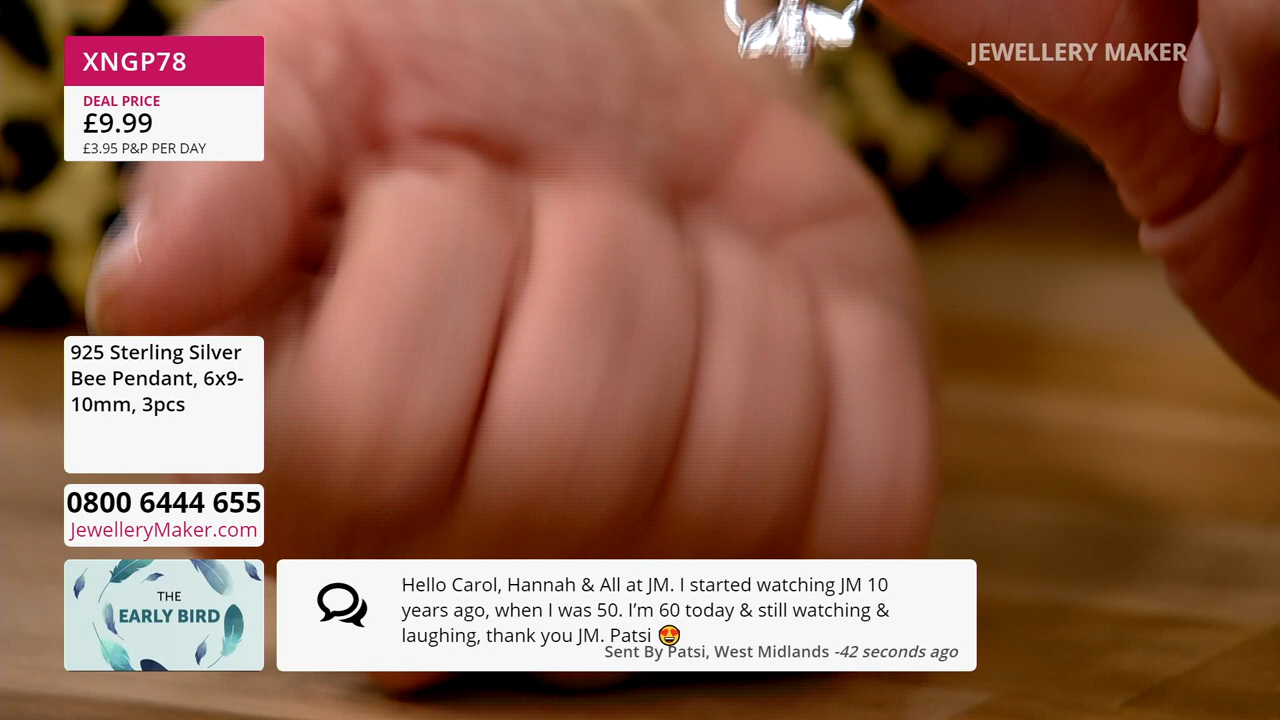 XNGP78
DEAL PRICE
£9.99
£3.95 P&P PER DAY
JEWELLERY MAKER
925 Sterling Silver
Bee Pendant, 6x9-
10mm, 3pcs
0800 6444 655
JewelleryMaker.com
THE
EARLY BIRD
Hello Carol, Hannah & All at JM. I started watching JM 10
years ago, when I was 50. I’m 60 today & still watching &
laughing, thank you JM. Patsi 😍
Sent By Patsi, West Midlands -42 seconds ago